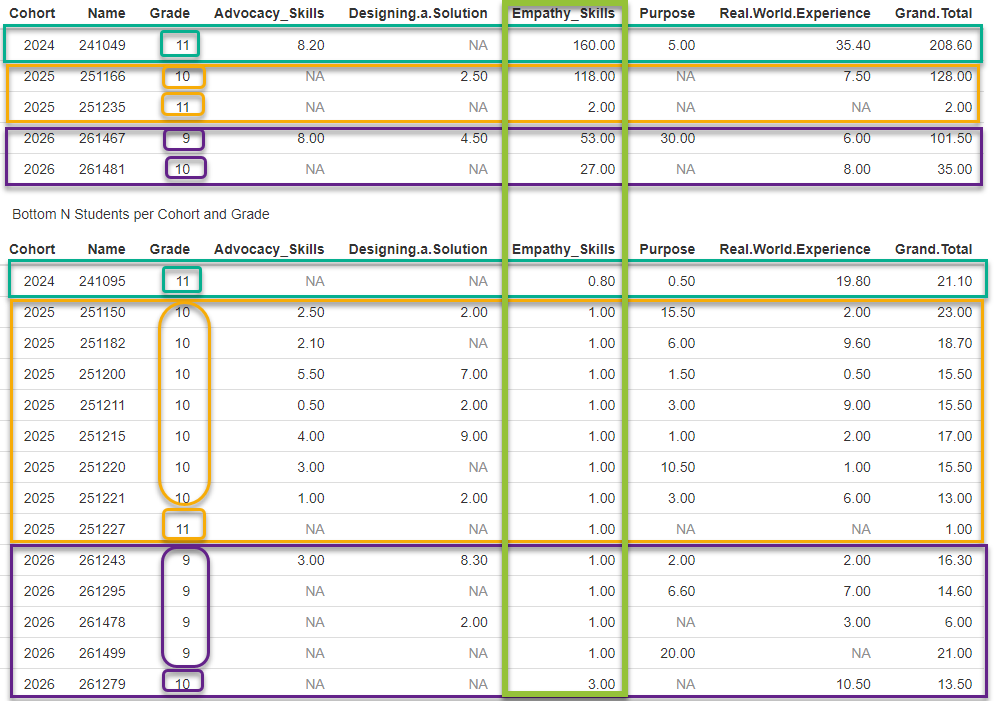 Cohort Name Grade Advocacy_Skills Designing.a.Solution Empathy_Skills Purpose Real.World.Experience Grand.Total
2024 241049 11 8.20 NA 160.00 5.00 35.40 208.60
2025 251166 10 NA 2.50 118.00 NA 7.50 128.00
2025 251235 11 NA NA 2.00 NA NA 2.00
2026 261467 9 8.00 4.50 53.00 30.00 6.00 101.50
2026 261481 10 NA NA 27.00 NA 8.00 35.00
Bottom N Students per Cohort and Grade
Cohort Name Grade Advocacy_Skills Designing.a.Solution Empathy_Skills Purpose Real.World.Experience Grand.Total
2024 241095 11 NA NA 0.80 0.50 19.80 21.10
2025 251150 10 2.50 2.00 1.00 15.50 2.00 23.00
2025 251182 10 2.10 NA 1.00 6.00 9.60 18.70
2025 251200 10 5.50 7.00 1.00 1.50 0.50 15.50
2025 251211 10 0.50 2.00 1.00 3.00 9.00 15.50
2025 251215 10 4.00 9.00 1.00 1.00 2.00 17.00
2025 251220 10 3.00 NA 1.00 10.50 1.00 15.50
2025 251221 10 1.00 2.00 1.00 3.00 6.00 13.00
2025 251227 11 NA NA 1.00 NA NA 1.00
2026 261243 9 3.00 8.30 1.00 2.00 2.00 16.30
2026 261295 9 NA NA 1.00 6.60 7.00 14.60
2026 261478 9 NA 2.00 1.00 NA 3.00 6.00
2026 261499 9 NA NA 1.00 20.00 NA 21.00
2026 261279 10 NA NA 3.00 NA 10.50 13.50